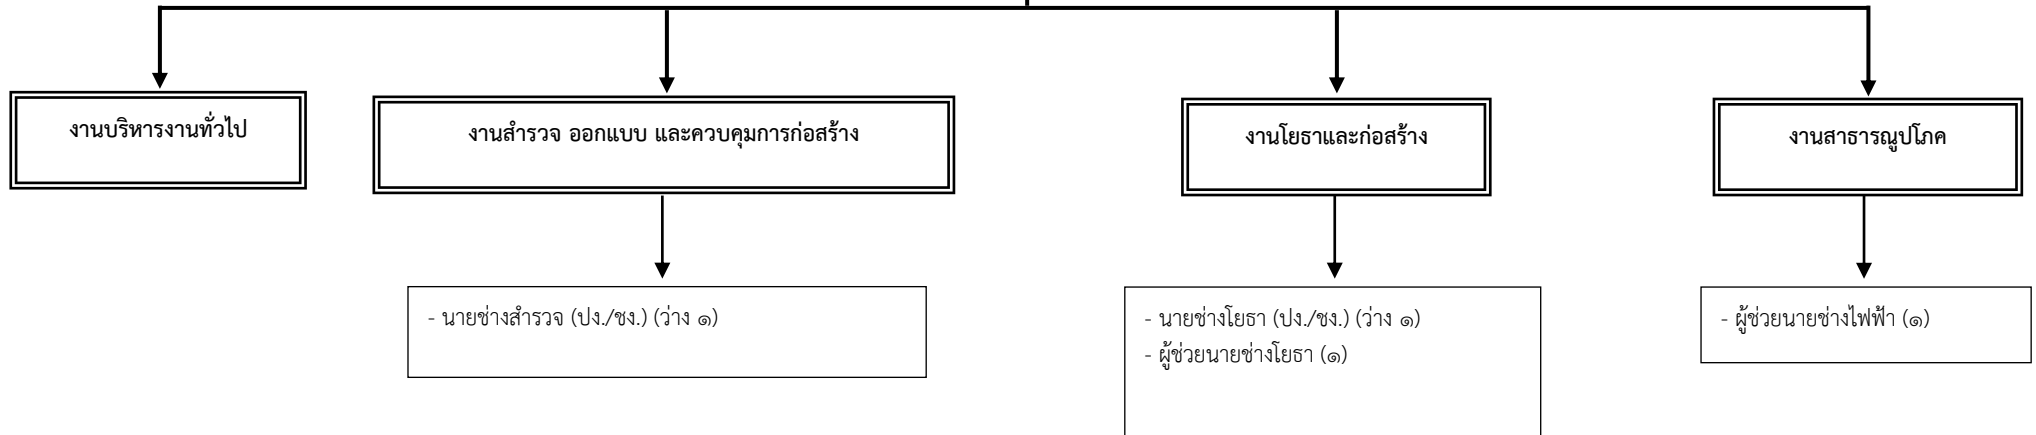 งานบริหารงานทั่วไป
งานสำรวจ ออกแบบ และควบคุมการก่อสร้าง
งานโยธาและก่อสร้าง
งานสาธารณูปโภค
- นายช่างสำรวจ (ปง./ชง.) (ว่าง ๑)
- นายช่างโยธา (ปง./ชง.) (ว่าง ๑)
- ผู้ช่วยนายช่างโยธา (๑)
- ผู้ช่วยนายช่างไฟฟ้า (๑)